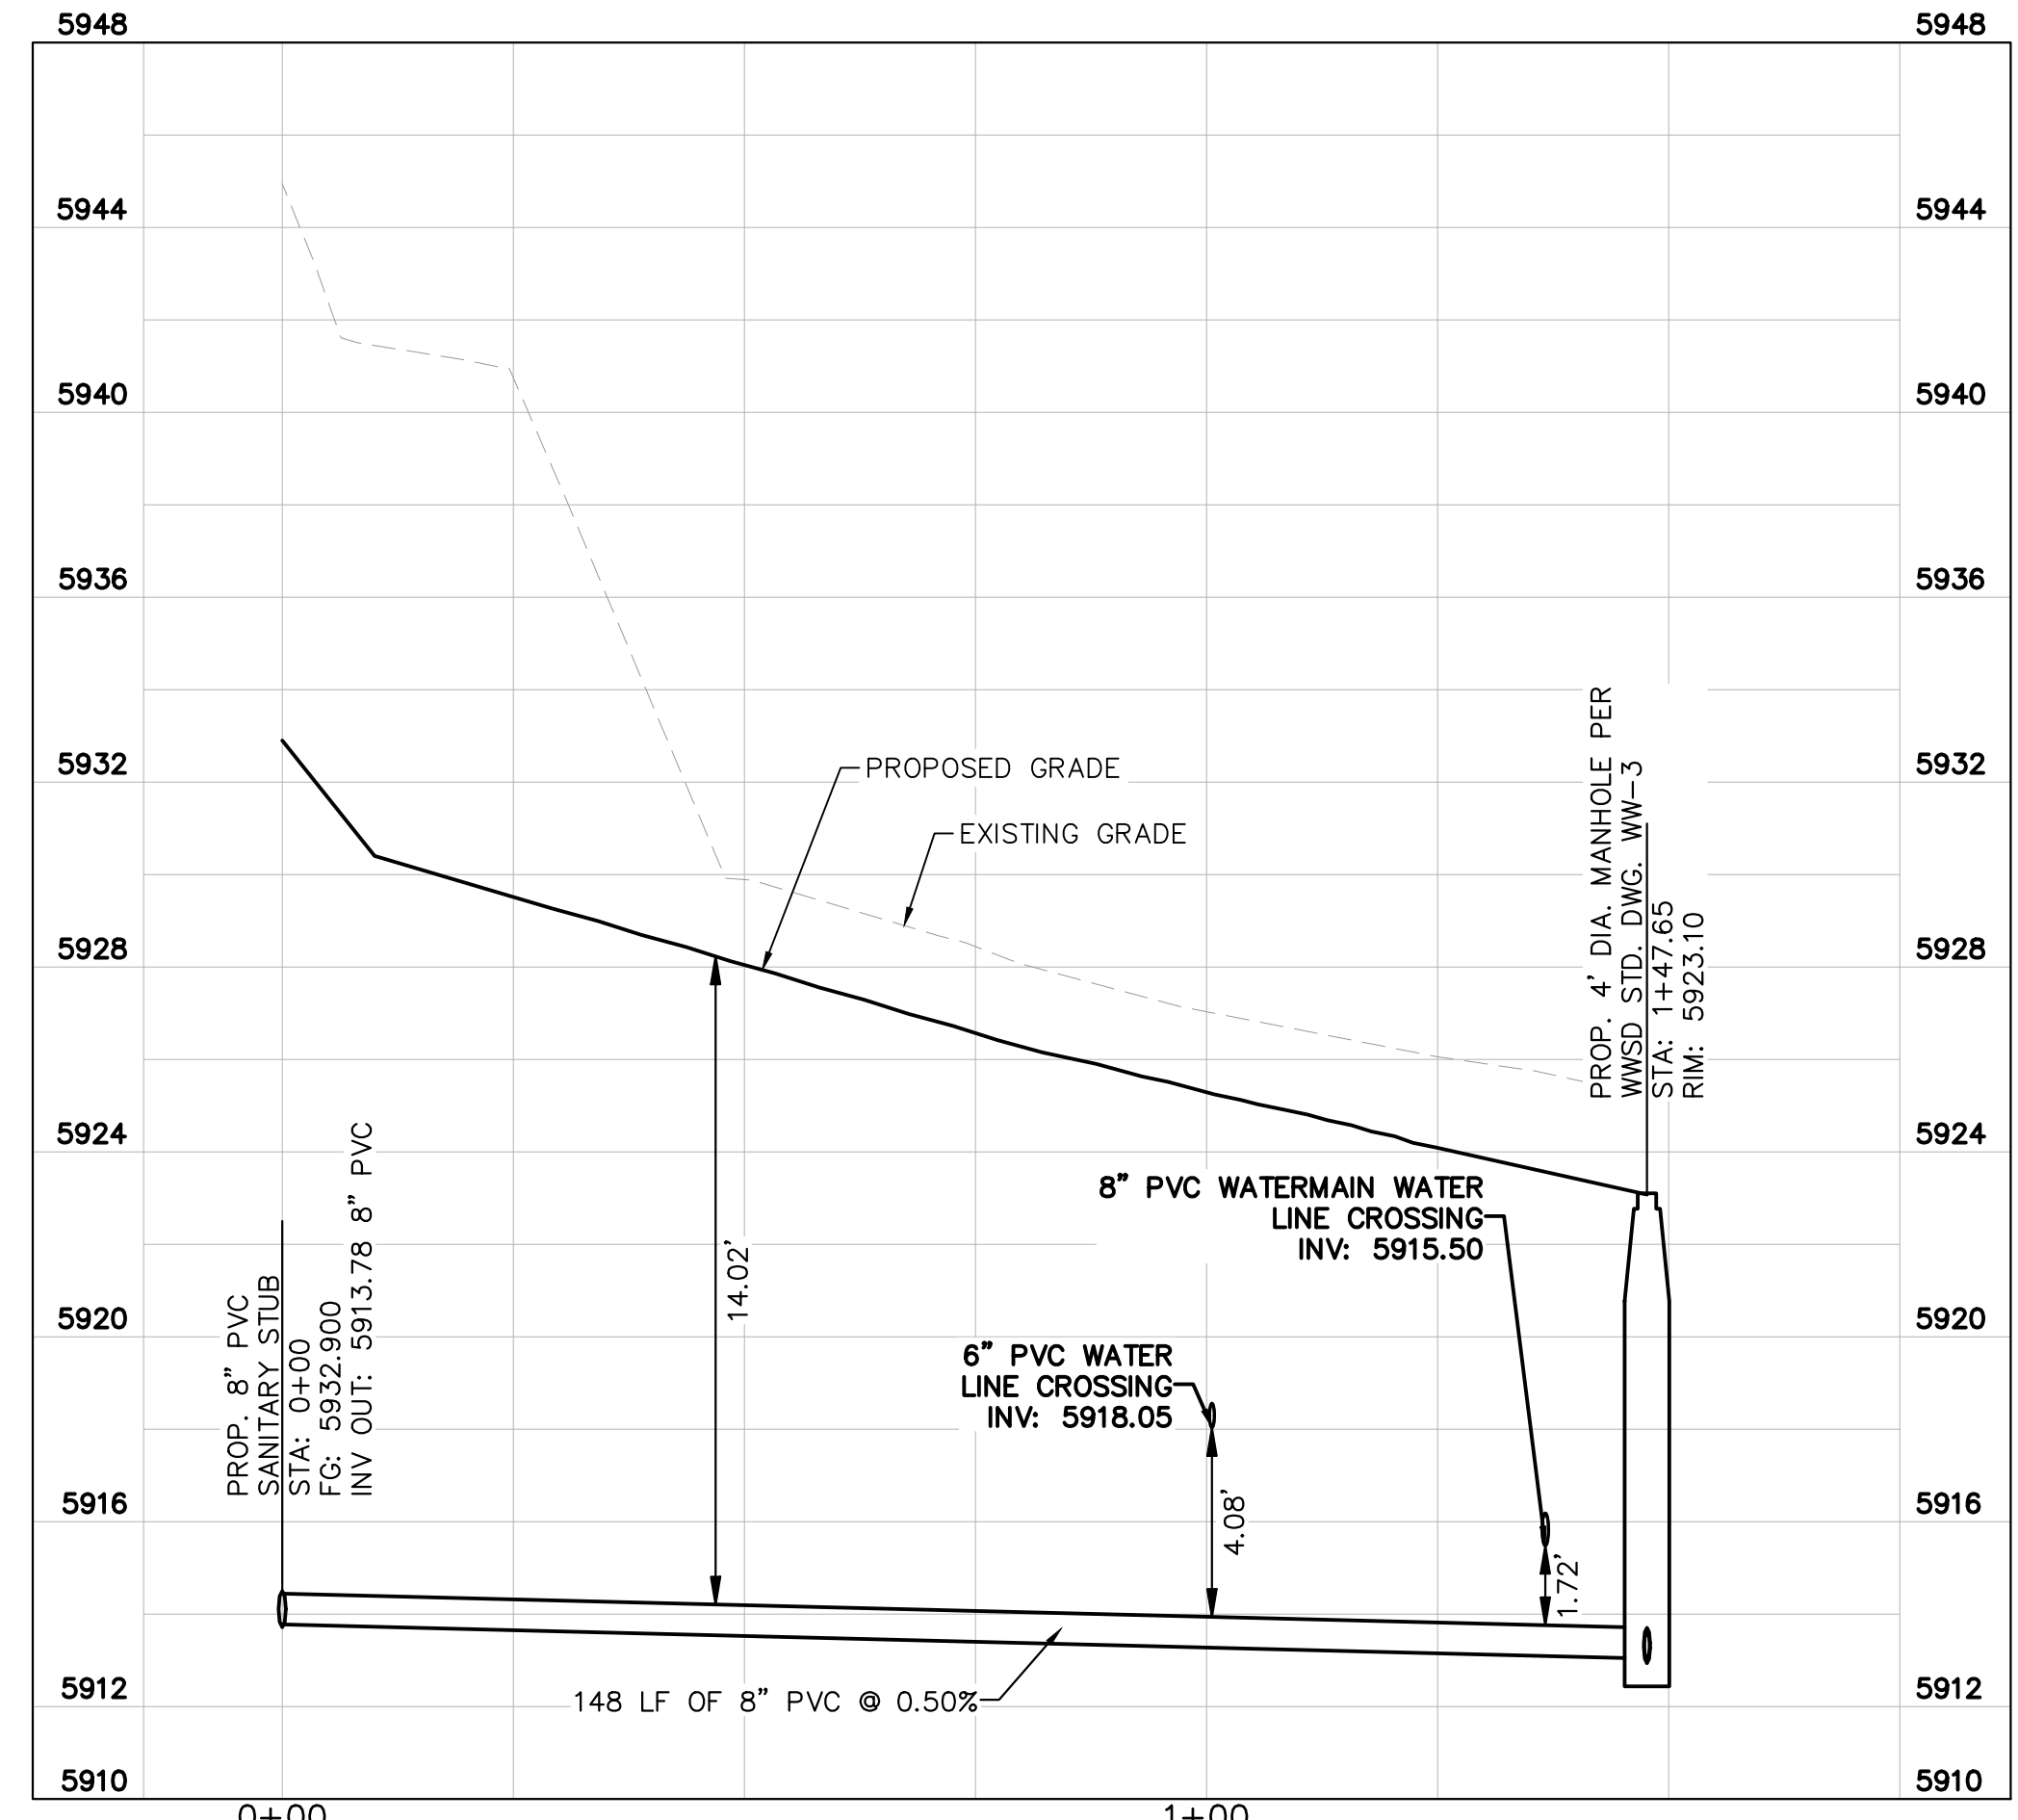 5948
5948
5944
5944
5940
5940
5936
5936
5932
5932
5928
5928
5924
5924
5920
5920
5916
5916
5912
5912
5910
5910
PROPOSED GRADE
EXISTING GRADE
PROP. 4' DIA. MANHOLE PER
WWSD STD. DWG. WW-3
STA: 1+47.65
RIM: 5923.10
8" PVC WATERMAIN WATER
LINE CROSSING
INV: 5915.50
14.02'
PROP. 8" PVC
SANITARY STUB
STA: 0+00
FG: 5932.900
INV OUT: 5913.78 8" PVC
6" PVC WATER
LINE CROSSING
INV: 5918.05
4.08'
1.72'
148 LF OF 8" PVC @ 0.50%
0+00
1+00